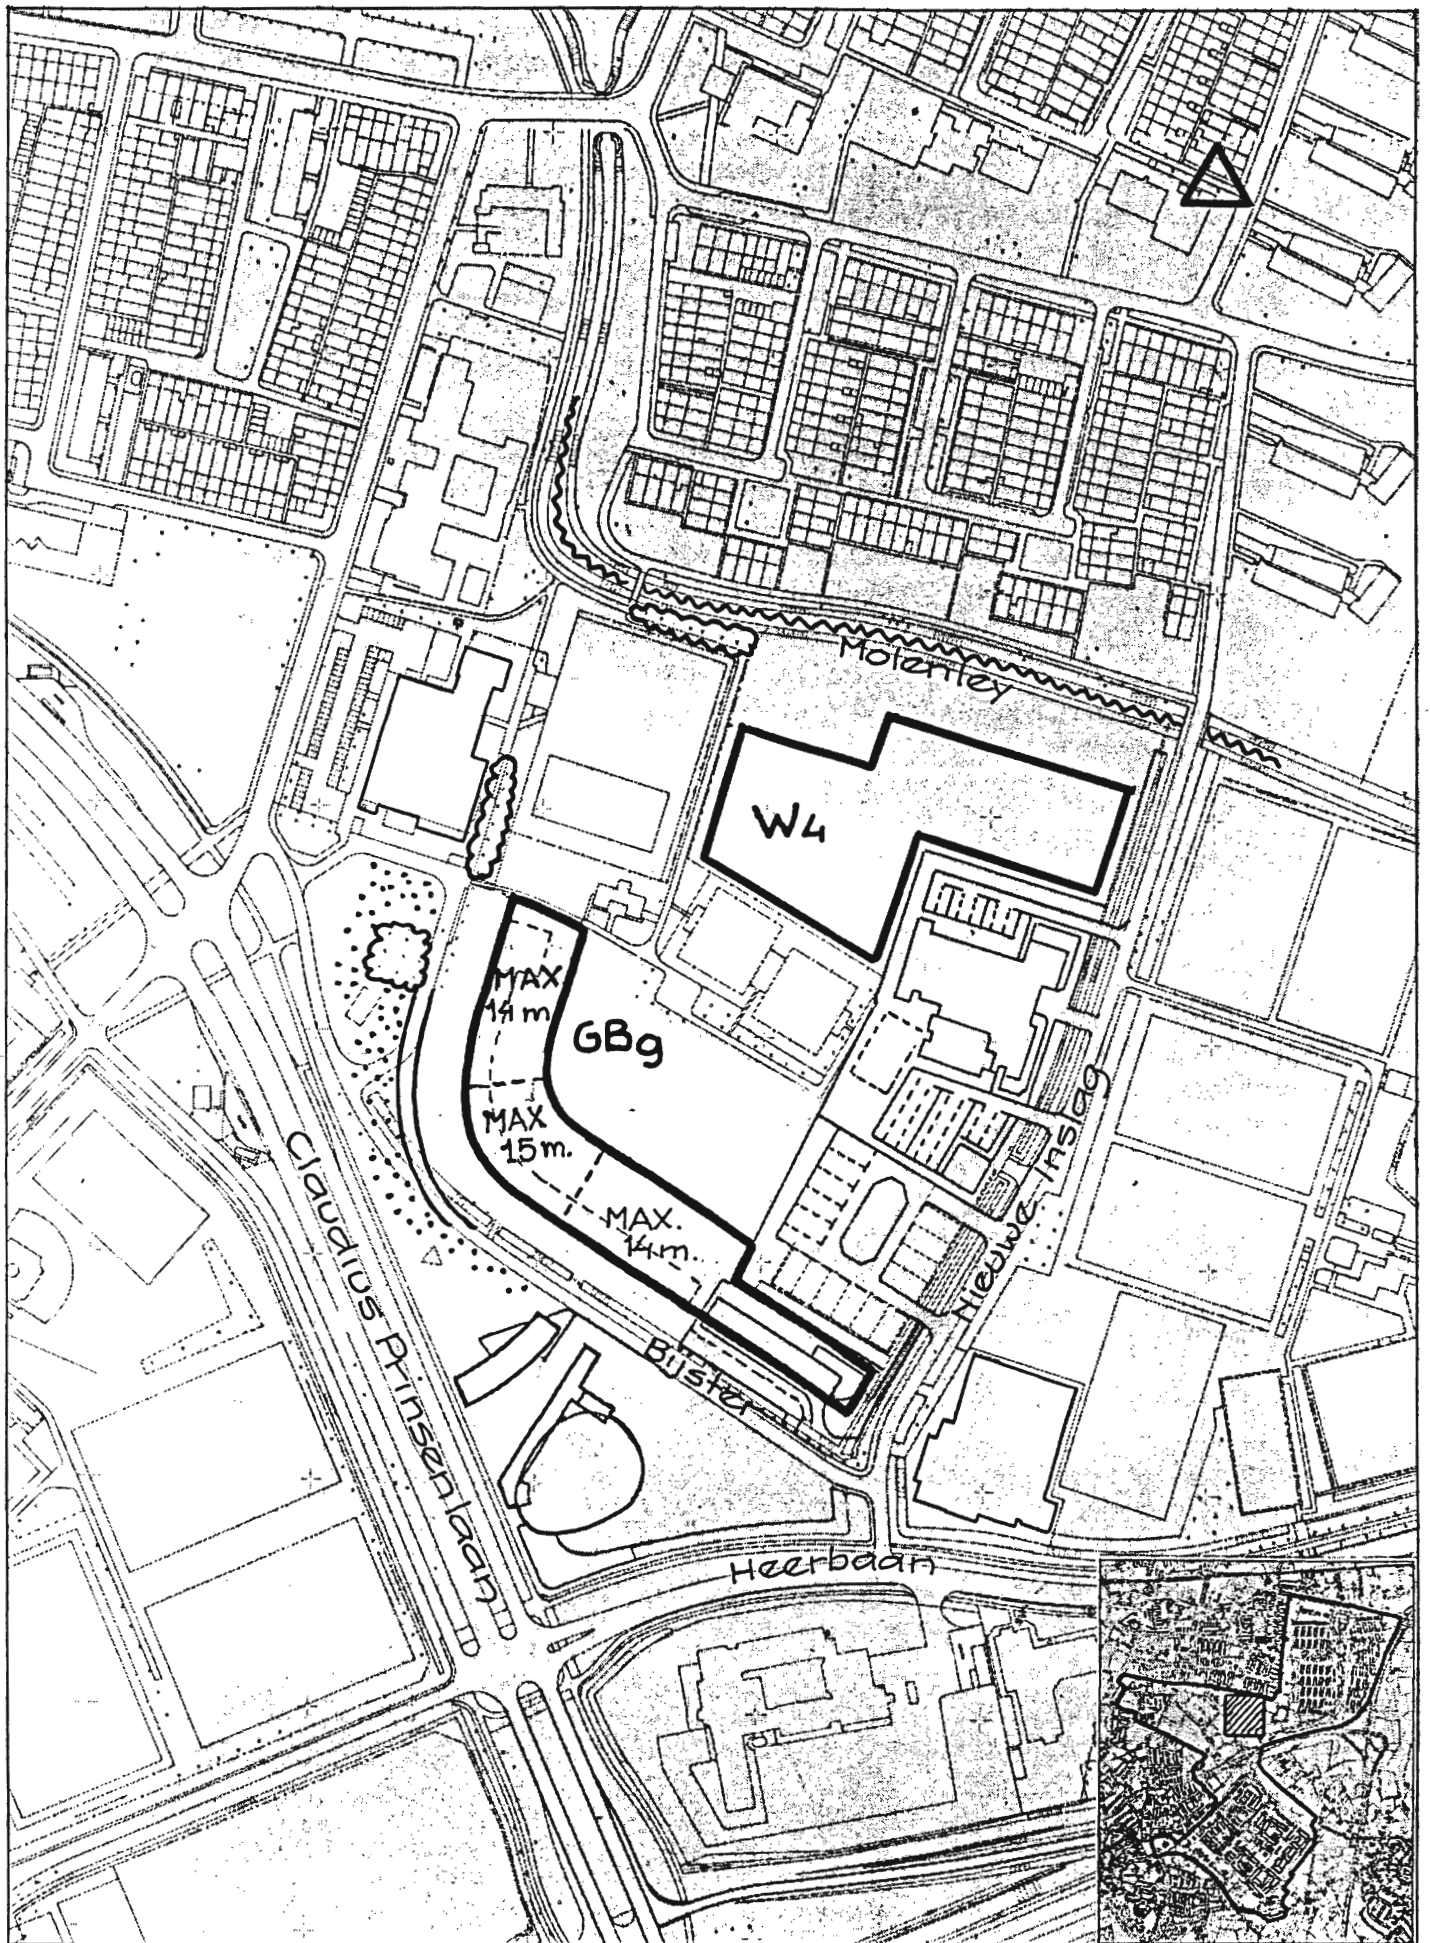 Molenley
W4
MAX.
14 m
GBg
MAX
15 m.
MAX.
14 m.
Nieuwe Inslag
Claudius Prinsenlaan
Bijster
Heerbaan